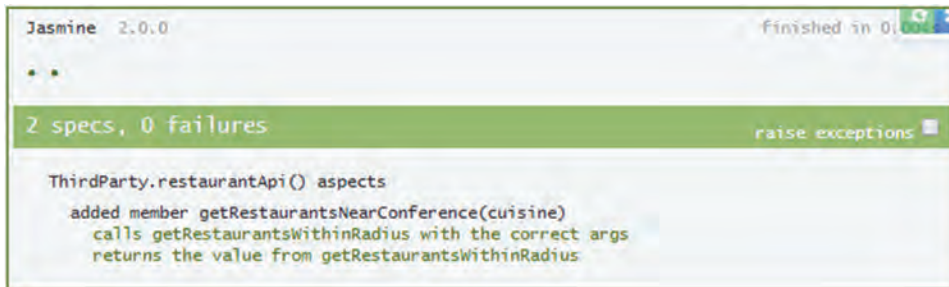 Jasmine 2.0.0 finished in 0.004s
2 specs, 0 failures raise exceptions
ThirdParty.restaurantApi() aspects
added member getRestaurantsNearConference(cuisine)
calls getRestaurantsWithinRadius with the correct args
returns the value from getRestaurantsWithinRadius